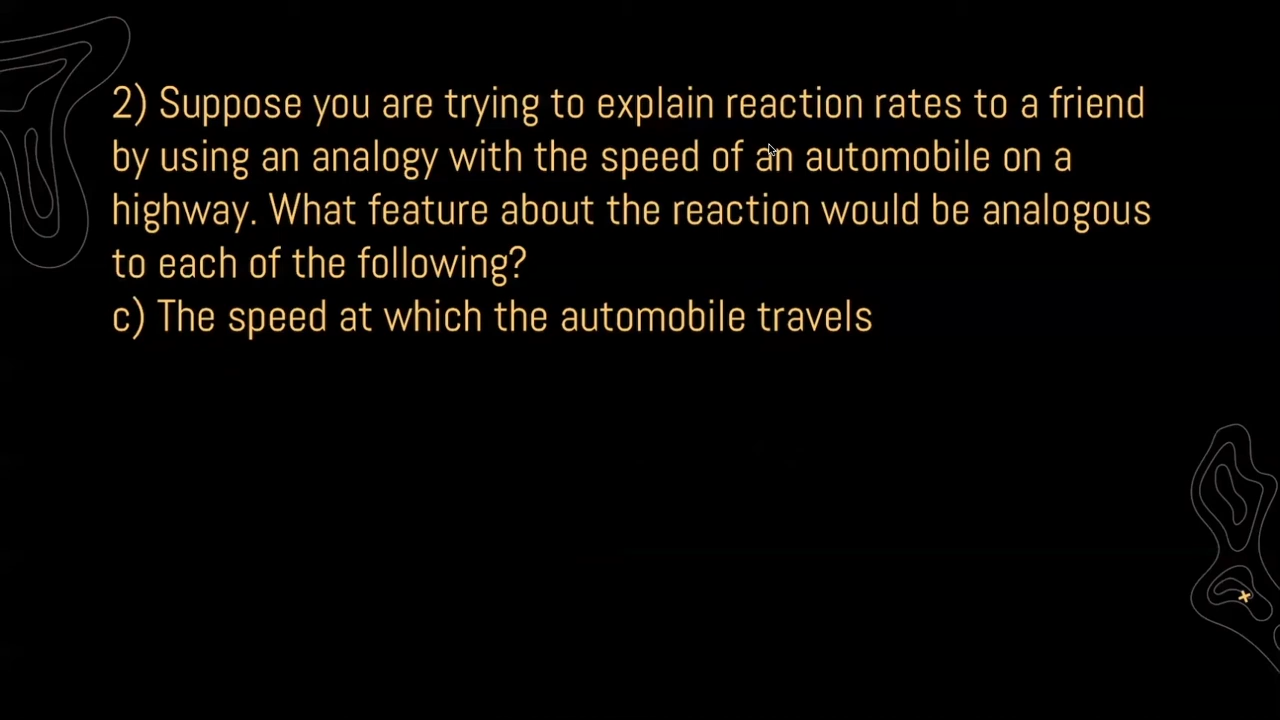 2) Suppose you are trying to explain reaction rates to a friend
by using an analogy with the speed of an automobile on a
highway. What feature about the reaction would be analogous
to each of the following?
c) The speed at which the automobile travels